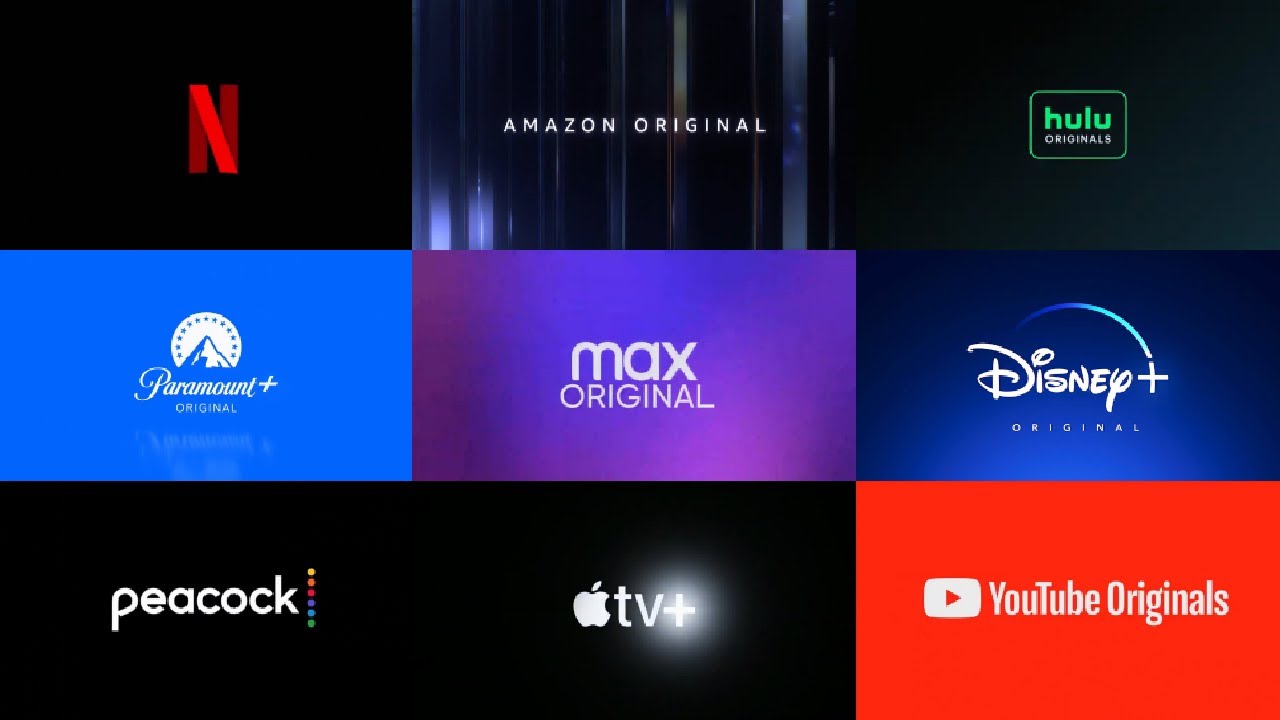 N
AMAZON ORIGINAL
hulu
ORIGINALS
Paramount+
ORIGINAL
max
ORIGINAL
Disney+
ORIGINAL
peacock
tv+
YouTube Originals